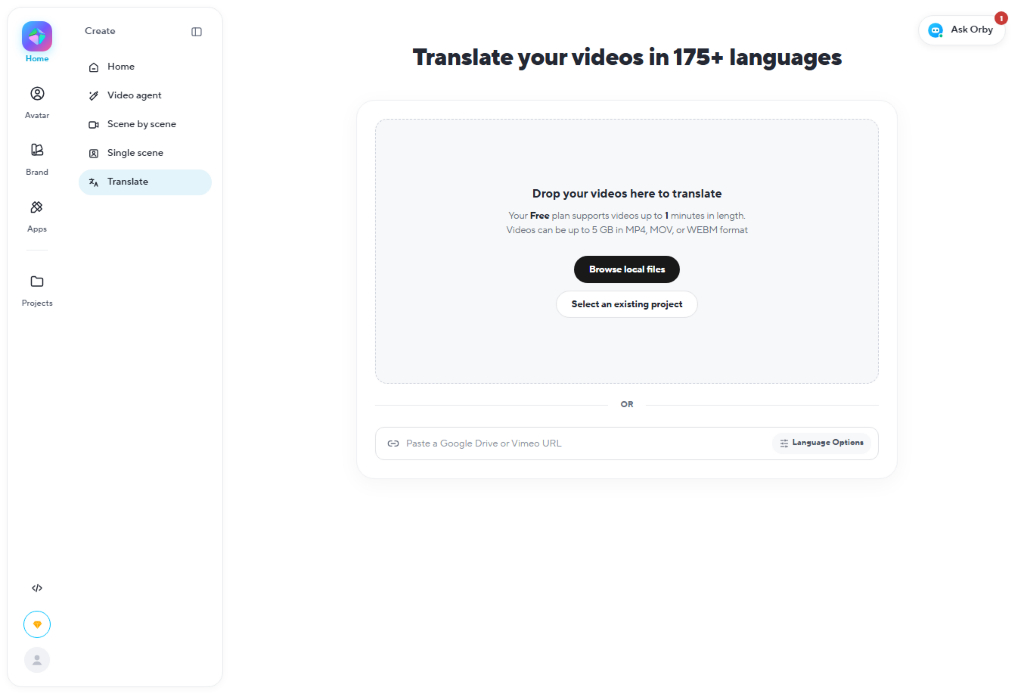 Home
Avatar
Brand
Apps
Projects
Create
Home
Video agent
Scene by scene
Single scene
Translate
Ask Orby
1
Translate your videos in 175+ languages
Drop your videos here to translate
Your Free plan supports videos up to 1 minutes in length.
Videos can be up to 5 GB in MP4, MOV, or WEBM format
Browse local files
Select an existing project
OR
Paste a Google Drive or Vimeo URL
Language Options